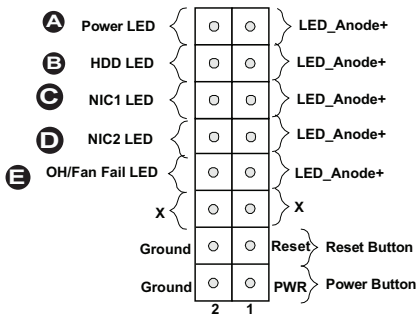 A Power LED LED_Anode+
B HDD LED LED_Anode+
C NIC1 LED LED_Anode+
D NIC2 LED LED_Anode+
E OH/Fan Fail LED LED_Anode+
X X
Ground Reset Reset Button
Ground PWR Power Button
2 1